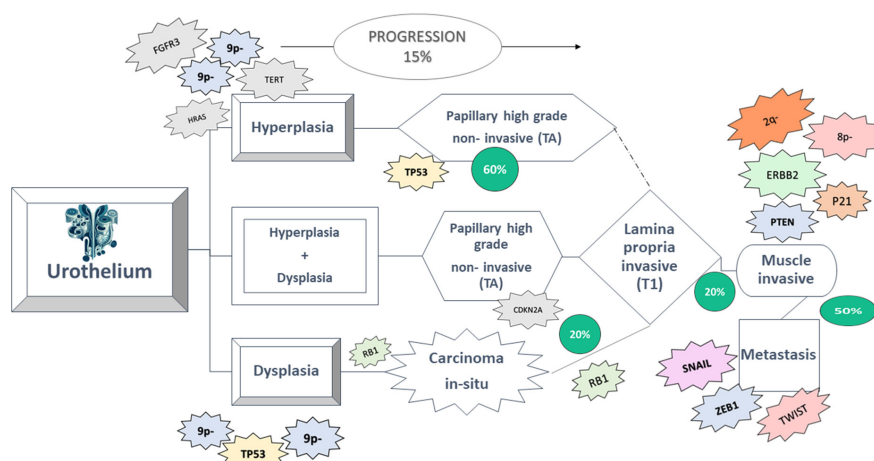 PROGRESSION
15%
FGFR3
9p-
9p-
TERT
HRAS
Hyperplasia
Papillary high grade
non- invasive (TA)
TP53
60%
2q-
8p-
ERBB2
P21
PTEN
Urothelium
Hyperplasia
+
Dysplasia
Papillary high
grade
non- invasive
(TA)
CDKN2A
Lamina
propria
invasive
(T1)
20%
Muscle
invasive
50%
20%
Dysplasia
RB1
Carcinoma
in-situ
RB1
Metastasis
SNAIL
ZEB1
TWIST
9p-
TP53
9p-